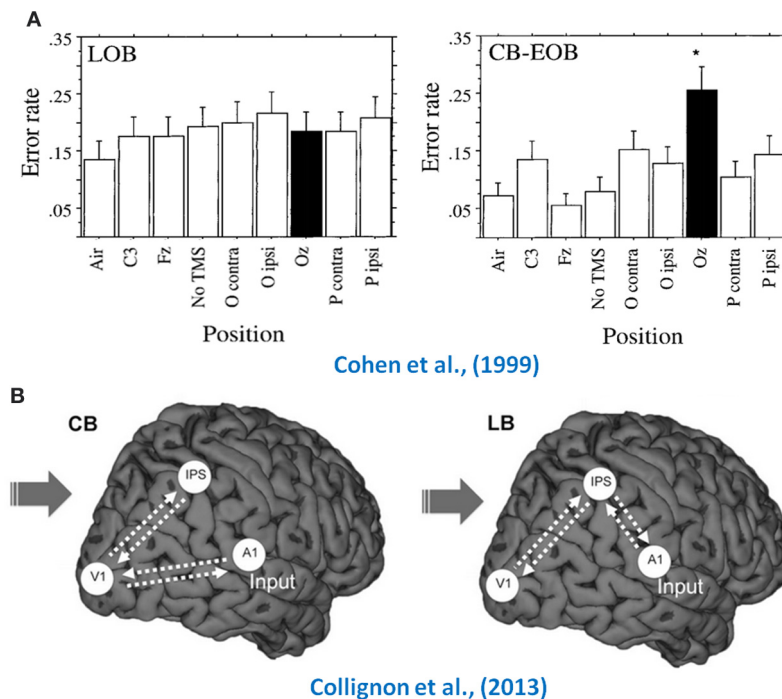 A
LOB
Error rate
.35
.25
.15
.05
Air
C3
Fz
No TMS
O contra
O ipsi
Oz
P contra
P ipsi
Position
CB-EOB
*
Error rate
.35
.25
.15
.05
Air
C3
Fz
No TMS
O contra
O ipsi
Oz
P contra
P ipsi
Position
Cohen et al., (1999)
B
CB
IPS
V1
A1
Input
LB
IPS
V1
A1
Input
Collignon et al., (2013)